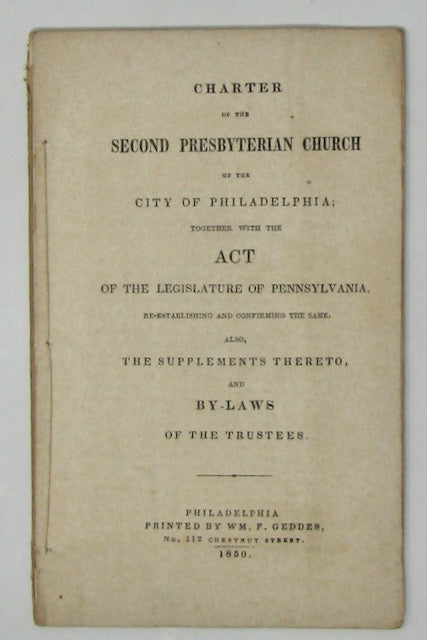 CHARTER
OF THE
SECOND PRESBYTERIAN CHURCH
OF THE
CITY OF PHILADELPHIA;
TOGETHER WITH THE
ACT
OF THE LEGISLATURE OF PENNSYLVANIA,
RE-ESTABLISHING AND CONFIRMING THE SAME.
ALSO,
THE SUPPLEMENTS THERETO,
AND
BY-LAWS
OF THE TRUSTEES.
PHILADELPHIA
PRINTED BY WM. F. GEDDES,
No, 112 CHESTNUT STREET.
1850.